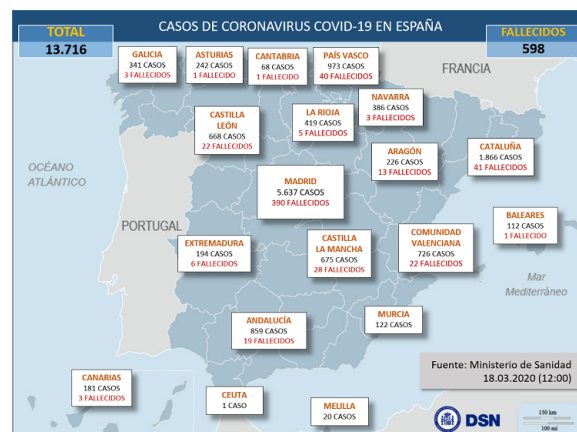 TOTAL
13.716
CASOS DE CORONAVIRUS COVID-19 EN ESPAÑA
FALLECIDOS
598
GALICIA
341 CASOS
3 FALLECIDOS
ASTURIAS
242 CASOS
1 FALLECIDO
CANTABRIA
68 CASOS
1 FALLECIDO
PAÍS VASCO
973 CASOS
40 FALLECIDOS
FRANCIA
NAVARRA
386 CASOS
3 FALLECIDOS
LA RIOJA
419 CASOS
5 FALLECIDOS
CASTILLA
LEÓN
668 CASOS
22 FALLECIDOS
ARAGÓN
226 CASOS
13 FALLECIDOS
CATALUÑA
1.866 CASOS
41 FALLECIDOS
OCÉANO
ATLÁNTICO
MADRID
5.637 CASOS
390 FALLECIDOS
PORTUGAL
BALEARES
112 CASOS
1 FALLECIDO
EXTREMADURA
194 CASOS
6 FALLECIDOS
CASTILLA
LA MANCHA
675 CASOS
28 FALLECIDOS
COMUNIDAD
VALENCIANA
726 CASOS
22 FALLECIDOS
Mar
Mediterráneo
ANDALUCÍA
859 CASOS
19 FALLECIDOS
MURCIA
122 CASOS
Fuente: Ministerio de Sanidad
18.03.2020 (12:00)
CANARIAS
181 CASOS
3 FALLECIDOS
CEUTA
1 CASO
MELILLA
20 CASOS
DSN
150 km
100 mi